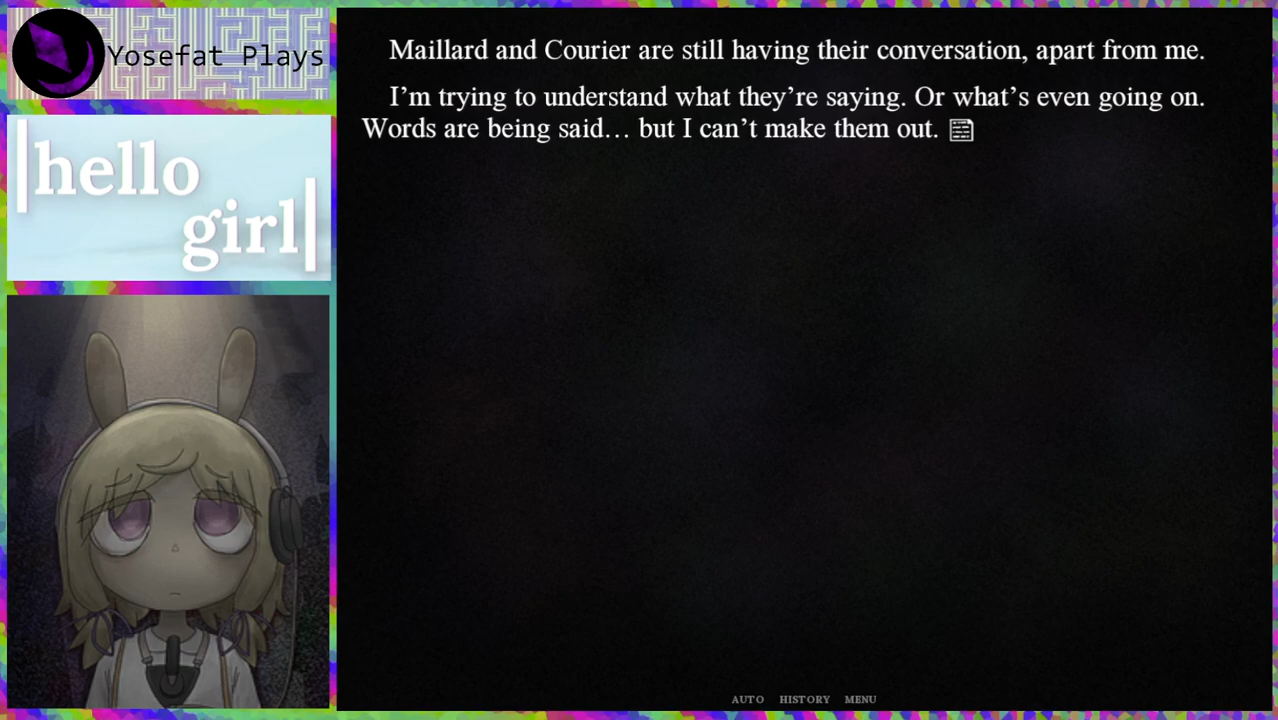 Yosefat Plays
|hello
girl|
Maillard and Courier are still having their conversation, apart from me.
I'm trying to understand what they're saying. Or what's even going on.
Words are being said… but I can't make them out.
AUTO HISTORY MENU